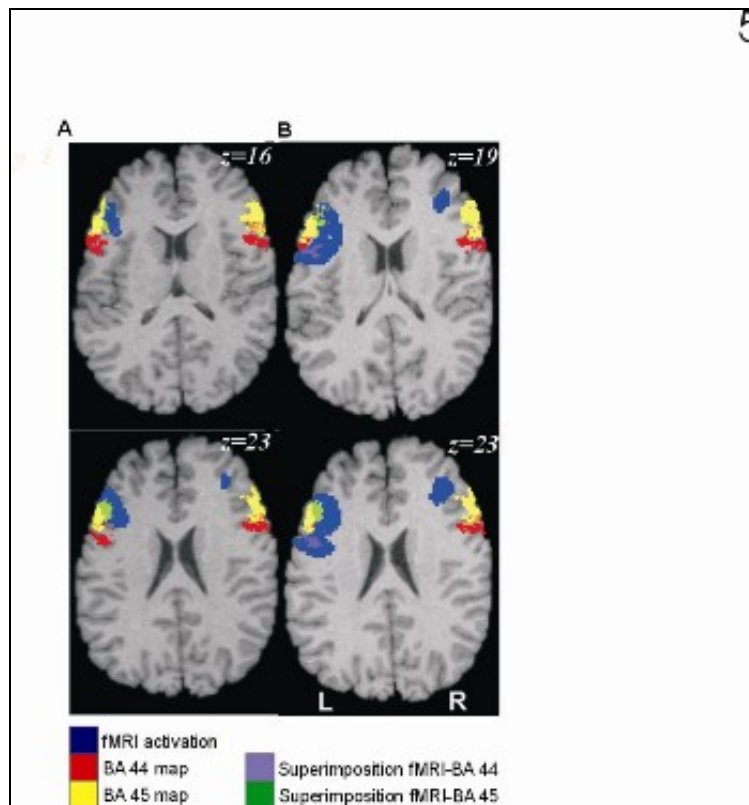 5
A B
z=16 z=19
z=23 z=23
L R
fMRI activation
BA 44 map Superimposition fMRI-BA 44
BA 45 map Superimposition fMRI-BA 45